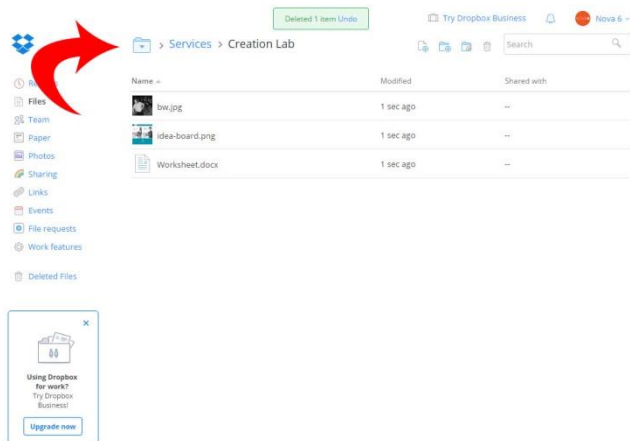 Deleted 1 item Undo
Try Dropbox Business
Nova 6
> Services > Creation Lab
Search
Name
Modified
Shared with
bw.jpg
1 sec ago
--
idea-board.png
1 sec ago
--
Worksheet.docx
1 sec ago
--
Files
Team
Paper
Photos
Sharing
Links
Events
File requests
Work features
Deleted Files
×
Using Dropbox
for work?
Try Dropbox
Business!
Upgrade now